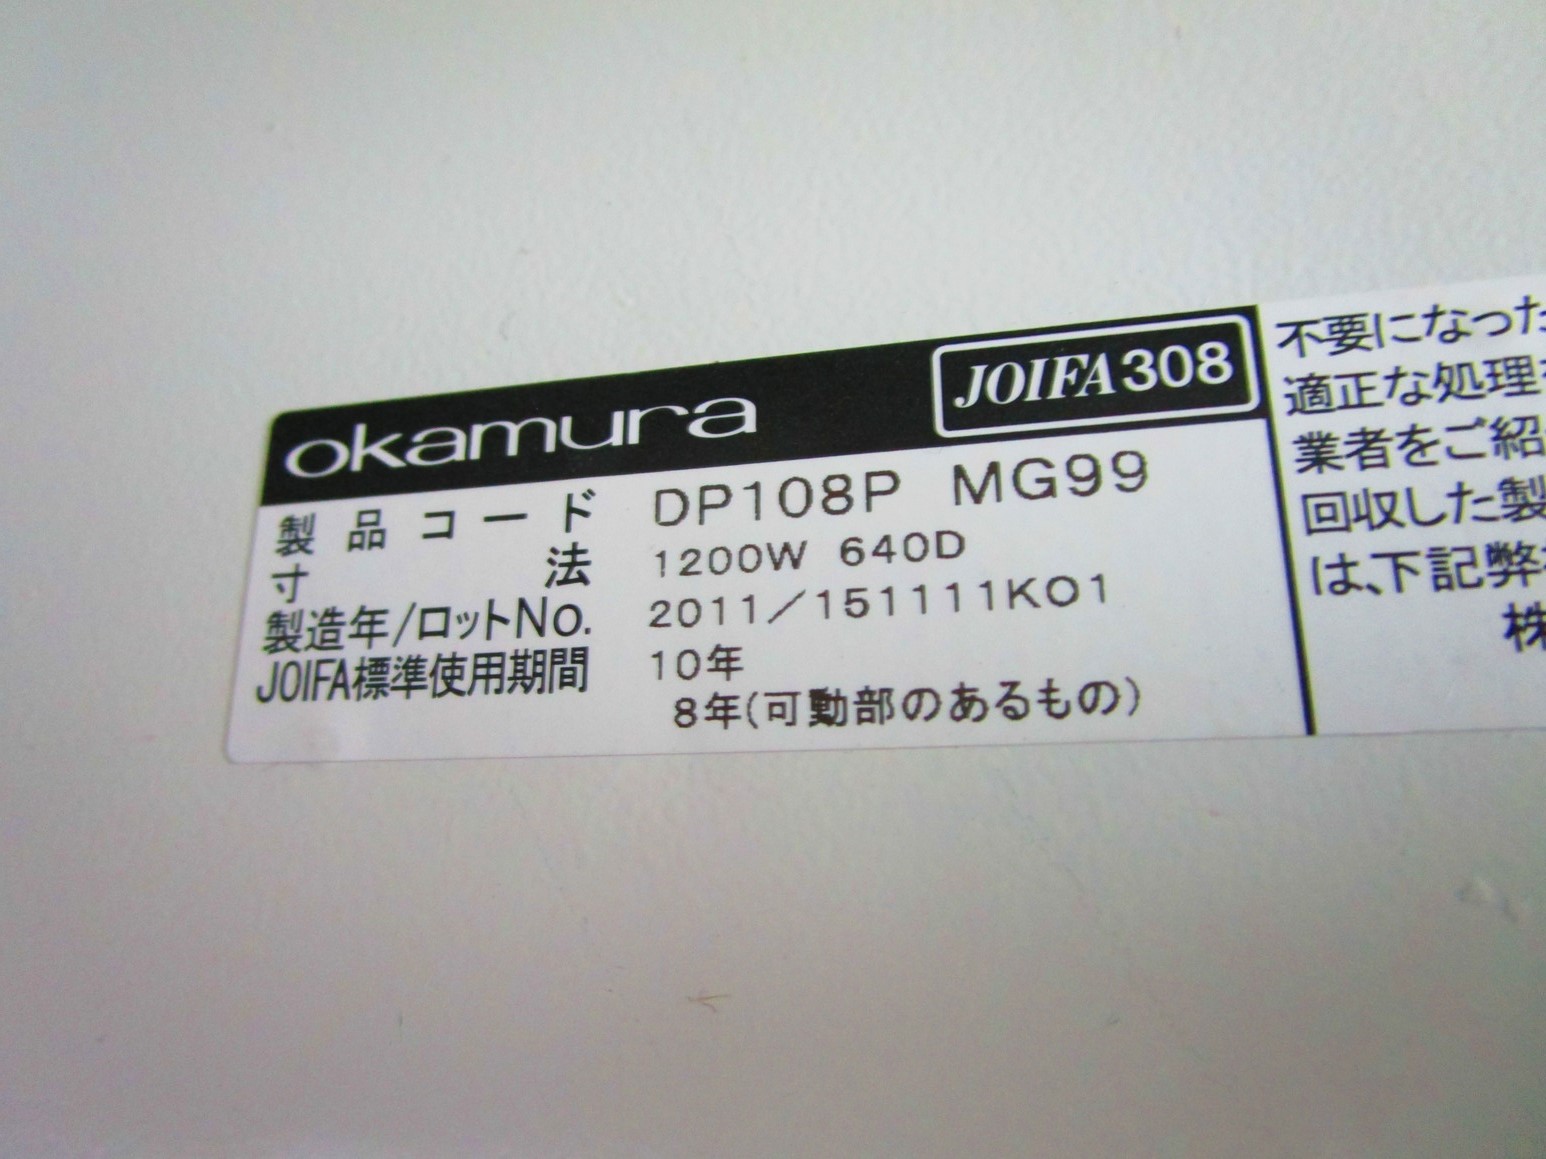 okamura JOIFA308
製品コード DP108P MG99
寸法 1200W 640D
製造年/ロットNo. 2011／151111K01
JOIFA標準使用期間 10年
8年(可動部のあるもの)
不要になった
適正な処理
業者をご紹
回収した製
は、下記弊
株